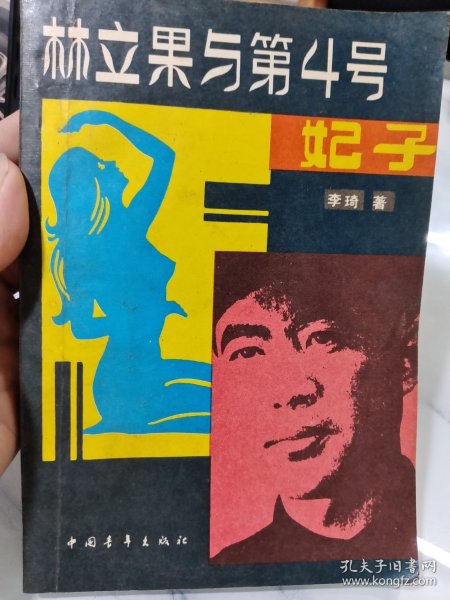 林立果与第4号
妃子
李琦 著
中国青年出版社
孔夫子旧书网
www.kongfz.com